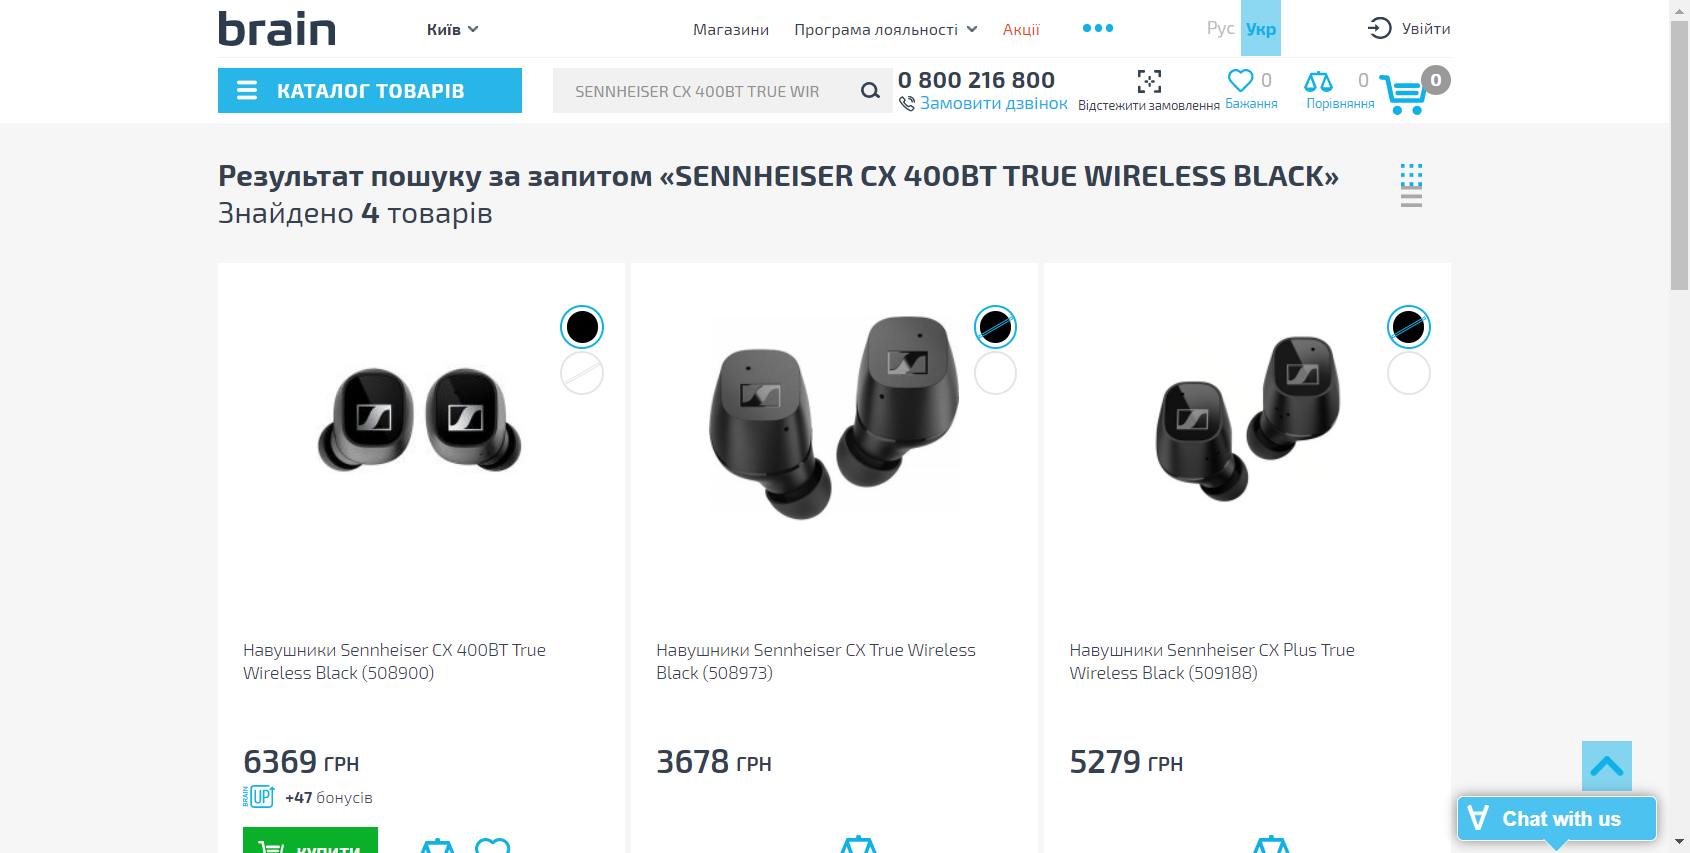 brain
Київ
Магазини
Програма лояльності
Акції
Рус
Укр
Увійти
КАТАЛОГ ТОВАРІВ
SENNHEISER CX 400BT TRUE WIR
0 800 216 800
Замовити дзвінок
Відстежити замовлення
0
Бажання
0
Порівняння
0
Результат пошуку за запитом «SENNHEISER CX 400BT TRUE WIRELESS BLACK»
Знайдено 4 товарів
Навушники Sennheiser CX 400BT True
Wireless Black (508900)
6369 ГРН
BRAIN UP
+47 бонусів
КУПИТИ
Навушники Sennheiser CX True Wireless
Black (508973)
3678 ГРН
Навушники Sennheiser CX Plus True
Wireless Black (509188)
5279 ГРН
Chat with us